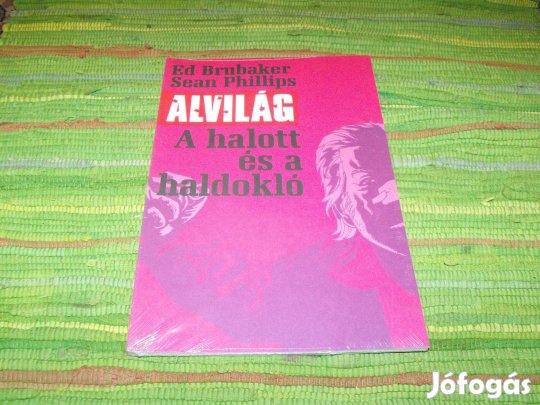 Ed Brubaker
Sean Phillips
ALVILÁG
A halott
és a
haldokló
Jófogás